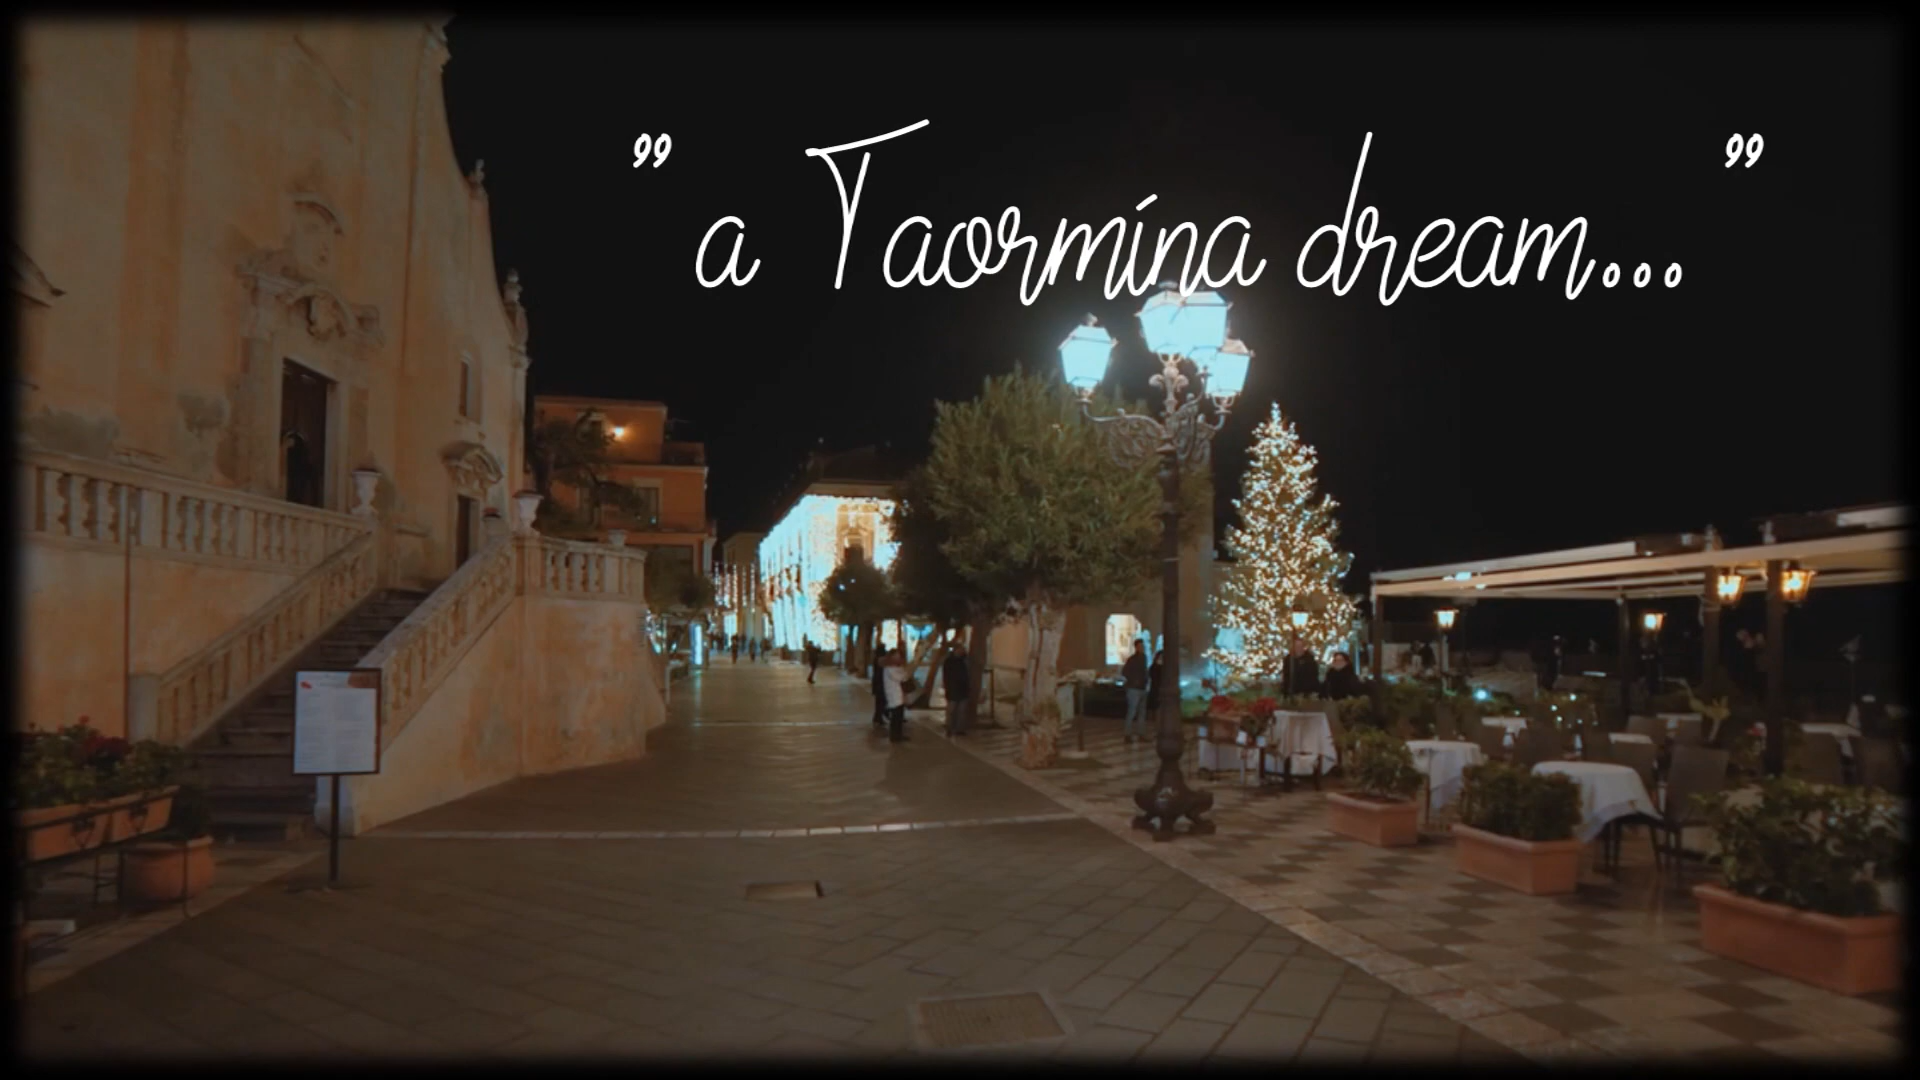 ” a Taormina dream... ”